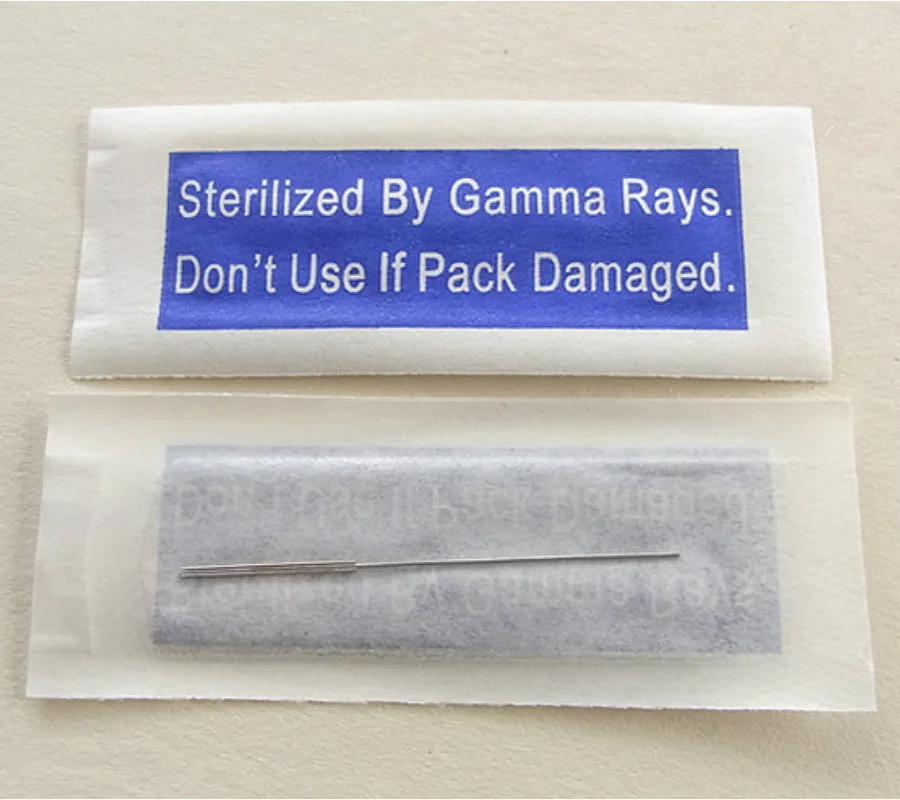 Sterilized By Gamma Rays.
Don't Use If Pack Damaged.